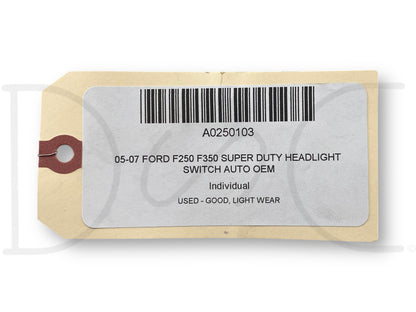 A0250103
05-07 FORD F250 F350 SUPER DUTY HEADLIGHT
SWITCH AUTO OEM
Individual
USED - GOOD, LIGHT WEAR